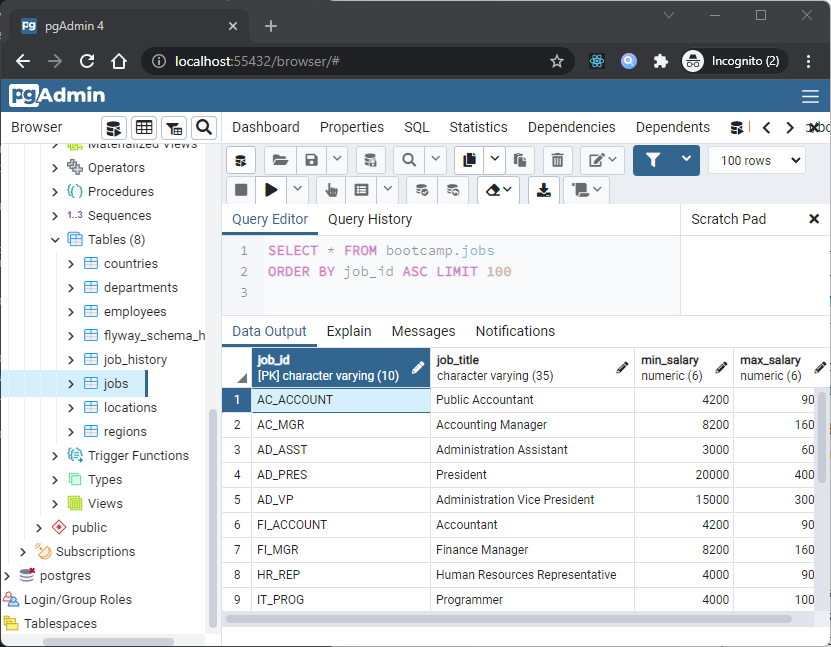 pgAdmin 4
localhost:55432/browser/#
Incognito (2)
pgAdmin
Browser
Dashboard Properties SQL Statistics Dependencies Dependents
Materialized Views
Operators
Procedures
1..3 Sequences
Tables (8)
countries
departments
employees
flyway_schema_h
job_history
jobs
locations
regions
Trigger Functions
Types
Views
public
Subscriptions
postgres
Login/Group Roles
Tablespaces
100 rows
Query Editor Query History Scratch Pad
1 SELECT * FROM bootcamp.jobs
2 ORDER BY job_id ASC LIMIT 100
3
Data Output Explain Messages Notifications
job_id job_title min_salary max_salary
[PK] character varying (10) character varying (35) numeric (6) numeric (6)
1 AC_ACCOUNT Public Accountant 4200 90
2 AC_MGR Accounting Manager 8200 160
3 AD_ASST Administration Assistant 3000 60
4 AD_PRES President 20000 400
5 AD_VP Administration Vice President 15000 300
6 FI_ACCOUNT Accountant 4200 90
7 FI_MGR Finance Manager 8200 160
8 HR_REP Human Resources Representative 4000 90
9 IT_PROG Programmer 4000 100